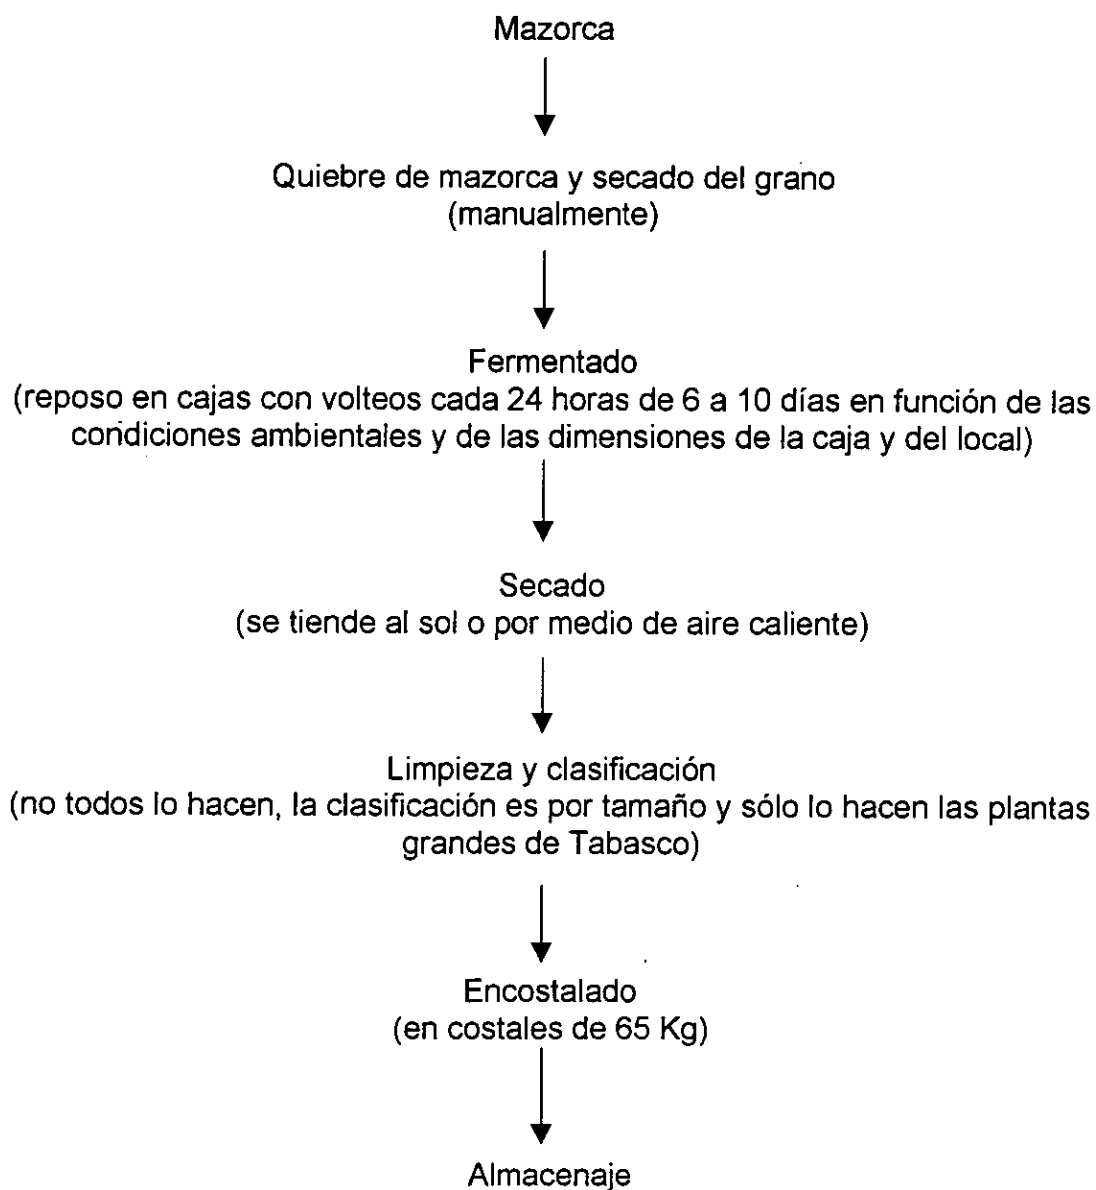 Mazorca
Quiebre de mazorca y secado del grano
(manualmente)
Fermentado
(reposo en cajas con volteos cada 24 horas de 6 a 10 días en función de las
condiciones ambientales y de las dimensiones de la caja y del local)
Secado
(se tiende al sol o por medio de aire caliente)
Limpieza y clasificación
(no todos lo hacen, la clasificación es por tamaño y sólo lo hacen las plantas
grandes de Tabasco)
Encostalado
(en costales de 65 Kg)
Almacenaje